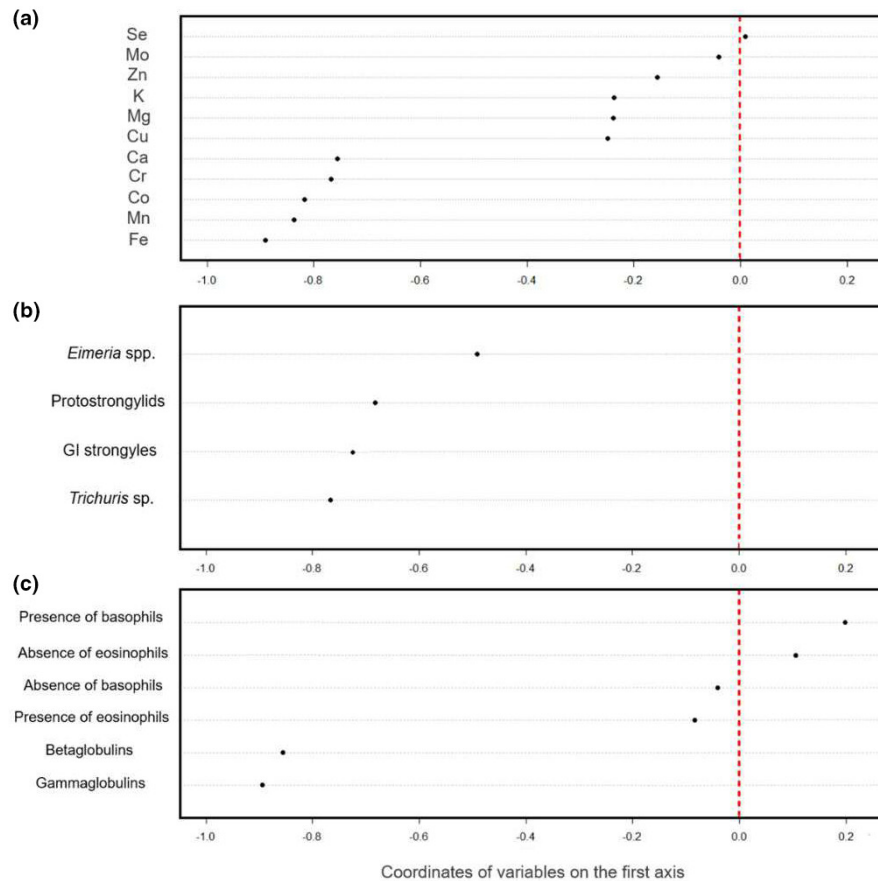 (a)
Se
Mo
Zn
K
Mg
Cu
Ca
Cr
Co
Mn
Fe
-1.0 -0.8 -0.6 -0.4 -0.2 0.0 0.2
(b)
Eimeria spp.
Protostrongylids
GI strongyles
Trichuris sp.
-1.0 -0.8 -0.6 -0.4 -0.2 0.0 0.2
(c)
Presence of basophils
Absence of eosinophils
Absence of basophils
Presence of eosinophils
Betaglobulins
Gammaglobulins
-1.0 -0.8 -0.6 -0.4 -0.2 0.0 0.2
Coordinates of variables on the first axis